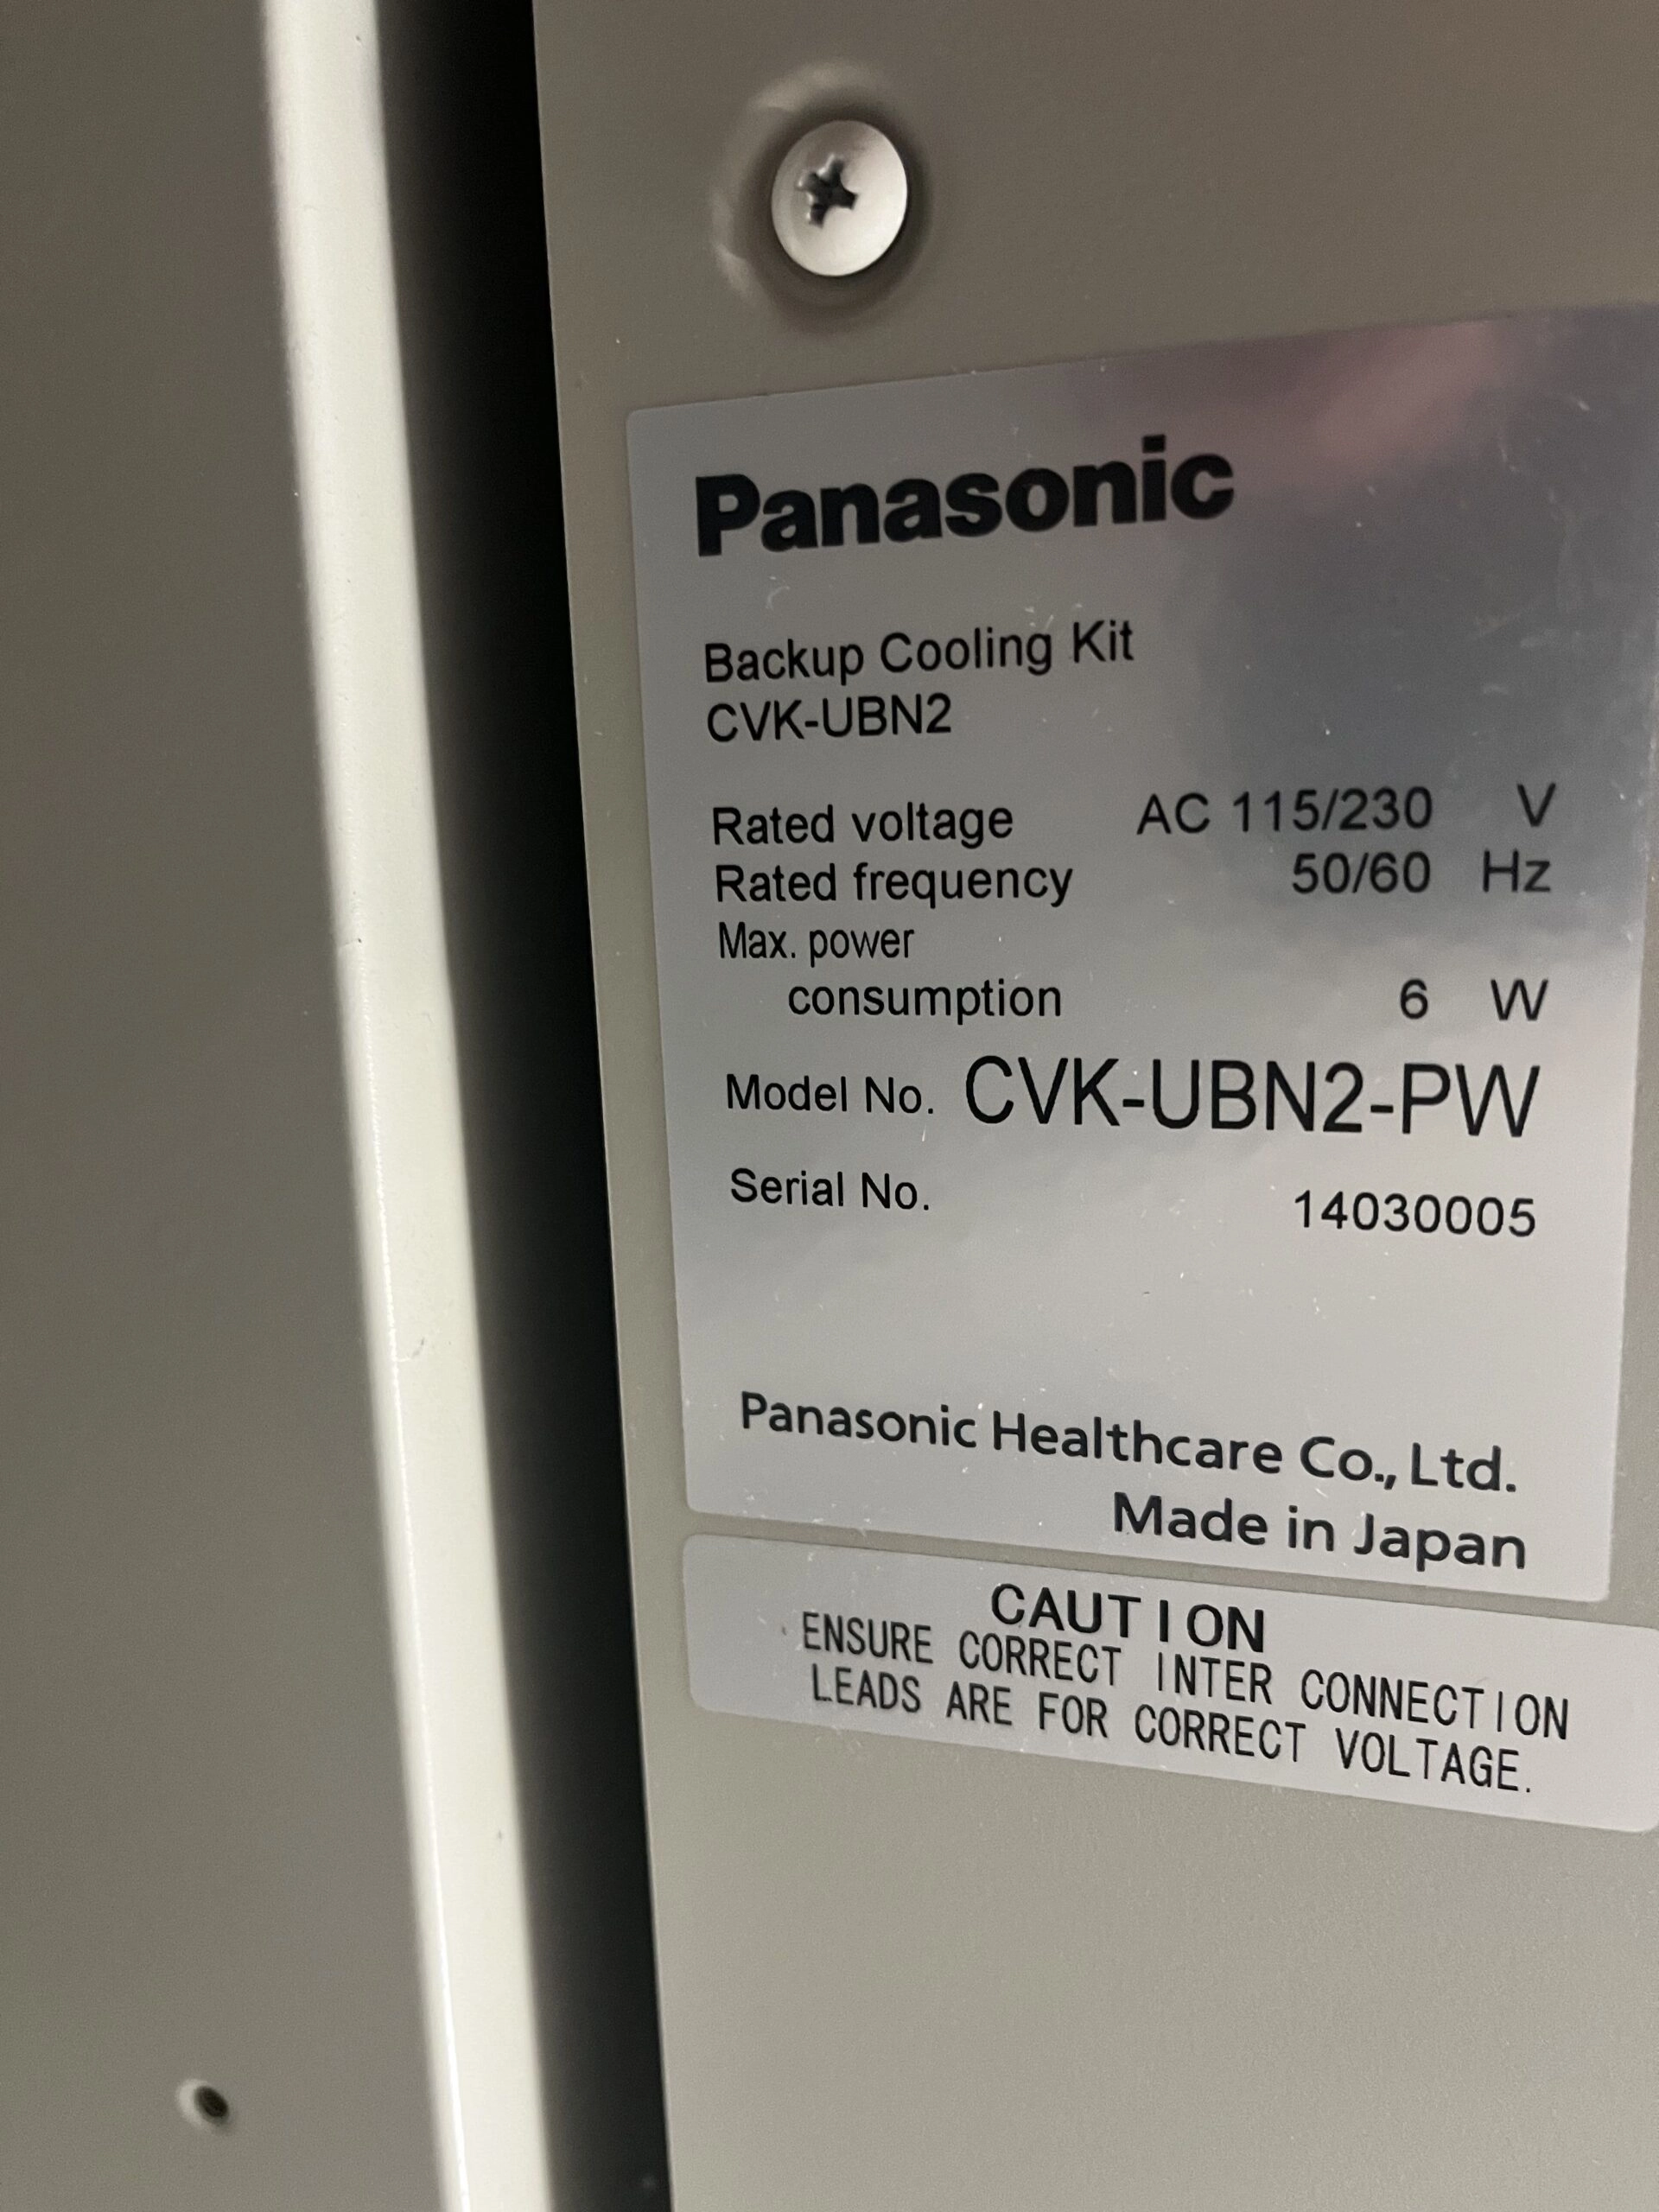 Panasonic
Backup Cooling Kit
CVK-UBN2
Rated voltage AC 115/230 V
Rated frequency 50/60 Hz
Max. power
consumption 6 W
Model No. CVK-UBN2-PW
Serial No. 14030005
Panasonic Healthcare Co., Ltd.
Made in Japan
CAUTION
ENSURE CORRECT INTER CONNECTION
LEADS ARE FOR CORRECT VOLTAGE.